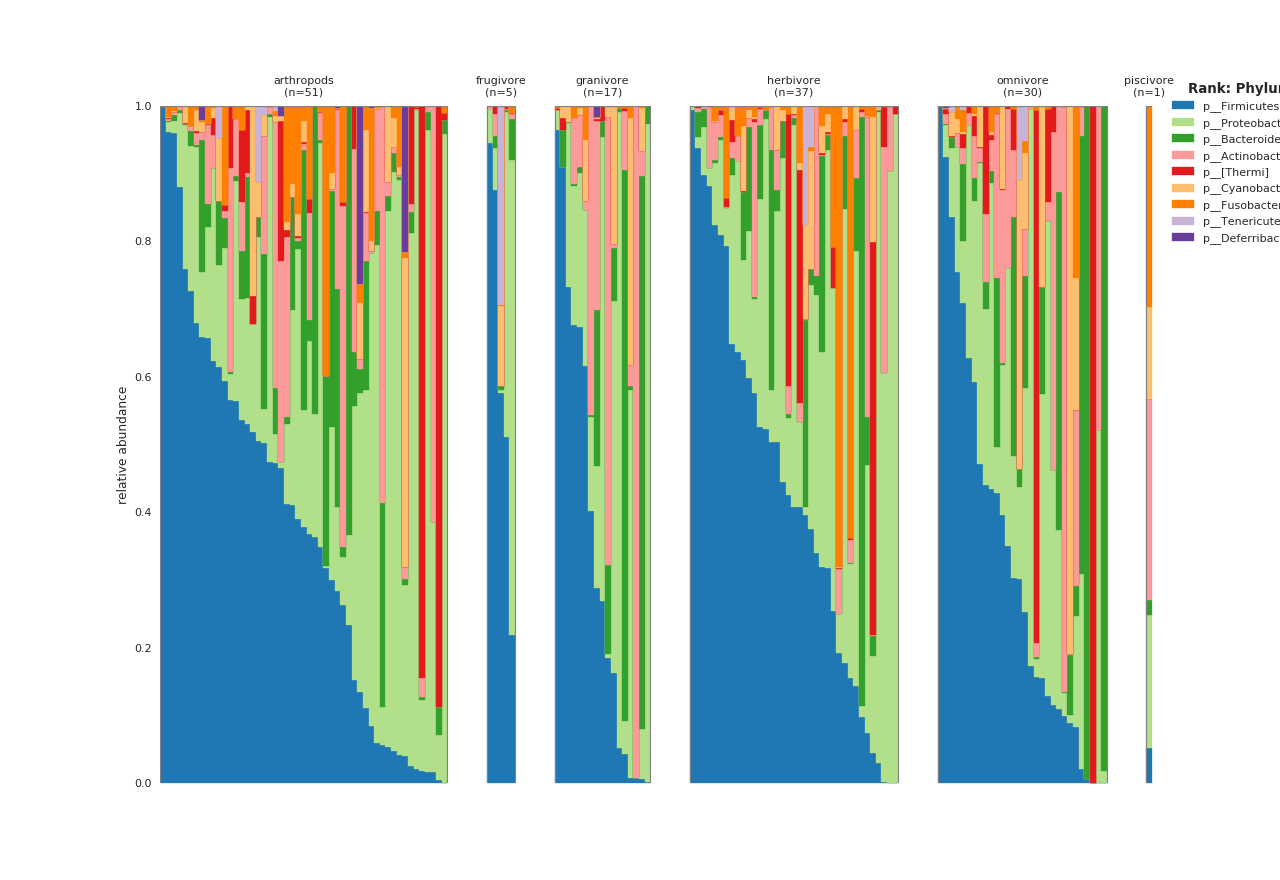 arthropods
(n=51)
frugivore
(n=5)
granivore
(n=17)
herbivore
(n=37)
omnivore
(n=30)
piscivore
(n=1)
Rank: Phylu
p__Firmicutes
p__Proteobact
p__Bacteroide
p__Actinobact
p__[Thermi]
p__Cyanobact
p__Fusobacter
p__Tenericute
p__Deferribac
1.0
0.8
0.6
0.4
0.2
0.0
relative abundance